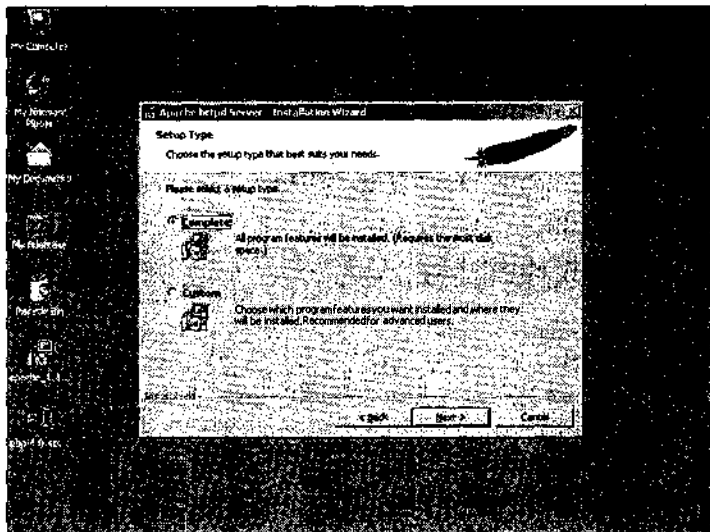 My Computer
My Network
Places
My Documents
Apache httpd Server - Installation Wizard
Setup Type
Choose the setup type that best suits your needs.
Please select a setup type.
Complete
All program features will be installed. (Requires the most disk
space.)
Custom
Choose which program features you want installed and where they
will be installed. Recommended for advanced users.
< Back
Next >
Cancel